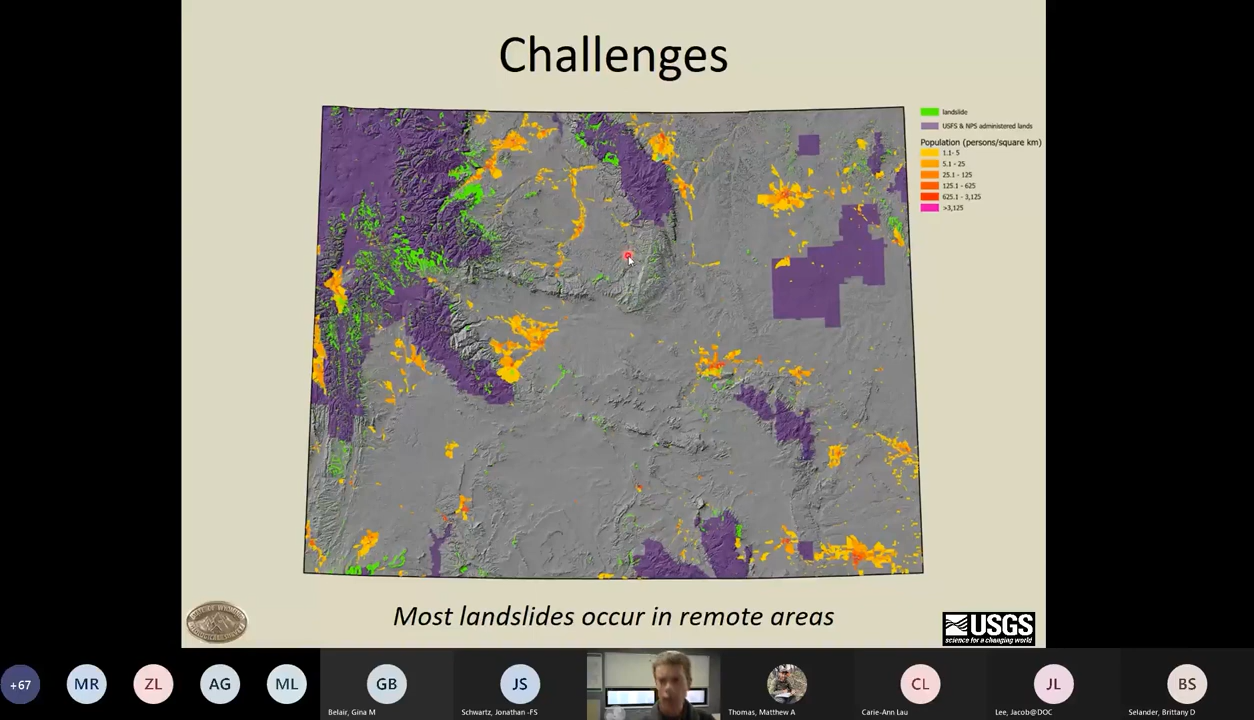 Challenges
landslide
USFS & NPS administered lands
Population (persons/square km)
1.1- 5
5.1 - 25
25.1 - 125
125.1 - 625
625.1 - 3,125
>3,125
Most landslides occur in remote areas
USGS
science for a changing world
+67
MR
ZL
AG
ML
GB
JS
CL
JL
BS
Belair, Gina M
Schwartz, Jonathan -FS
Thomas, Matthew A
Carie-Ann Lau
Lee, Jacob@DOC
Selander, Brittany D